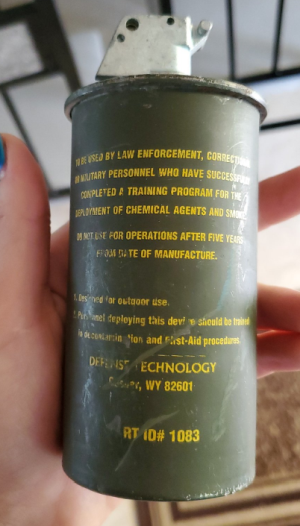 TO BE USED BY LAW ENFORCEMENT, CORRECTIONS
OR MILITARY PERSONNEL WHO HAVE SUCCESSFULLY
COMPLETED A TRAINING PROGRAM FOR THE
DEPLOYMENT OF CHEMICAL AGENTS AND SMOKE.
DO NOT USE FOR OPERATIONS AFTER FIVE YEARS
FROM DATE OF MANUFACTURE.
1. Designed for outdoor use.
2. Personnel deploying this device should be trained
in decontamination and First-Aid procedures.
DEFENSE TECHNOLOGY
Casper, WY 82601
RT ID# 1083